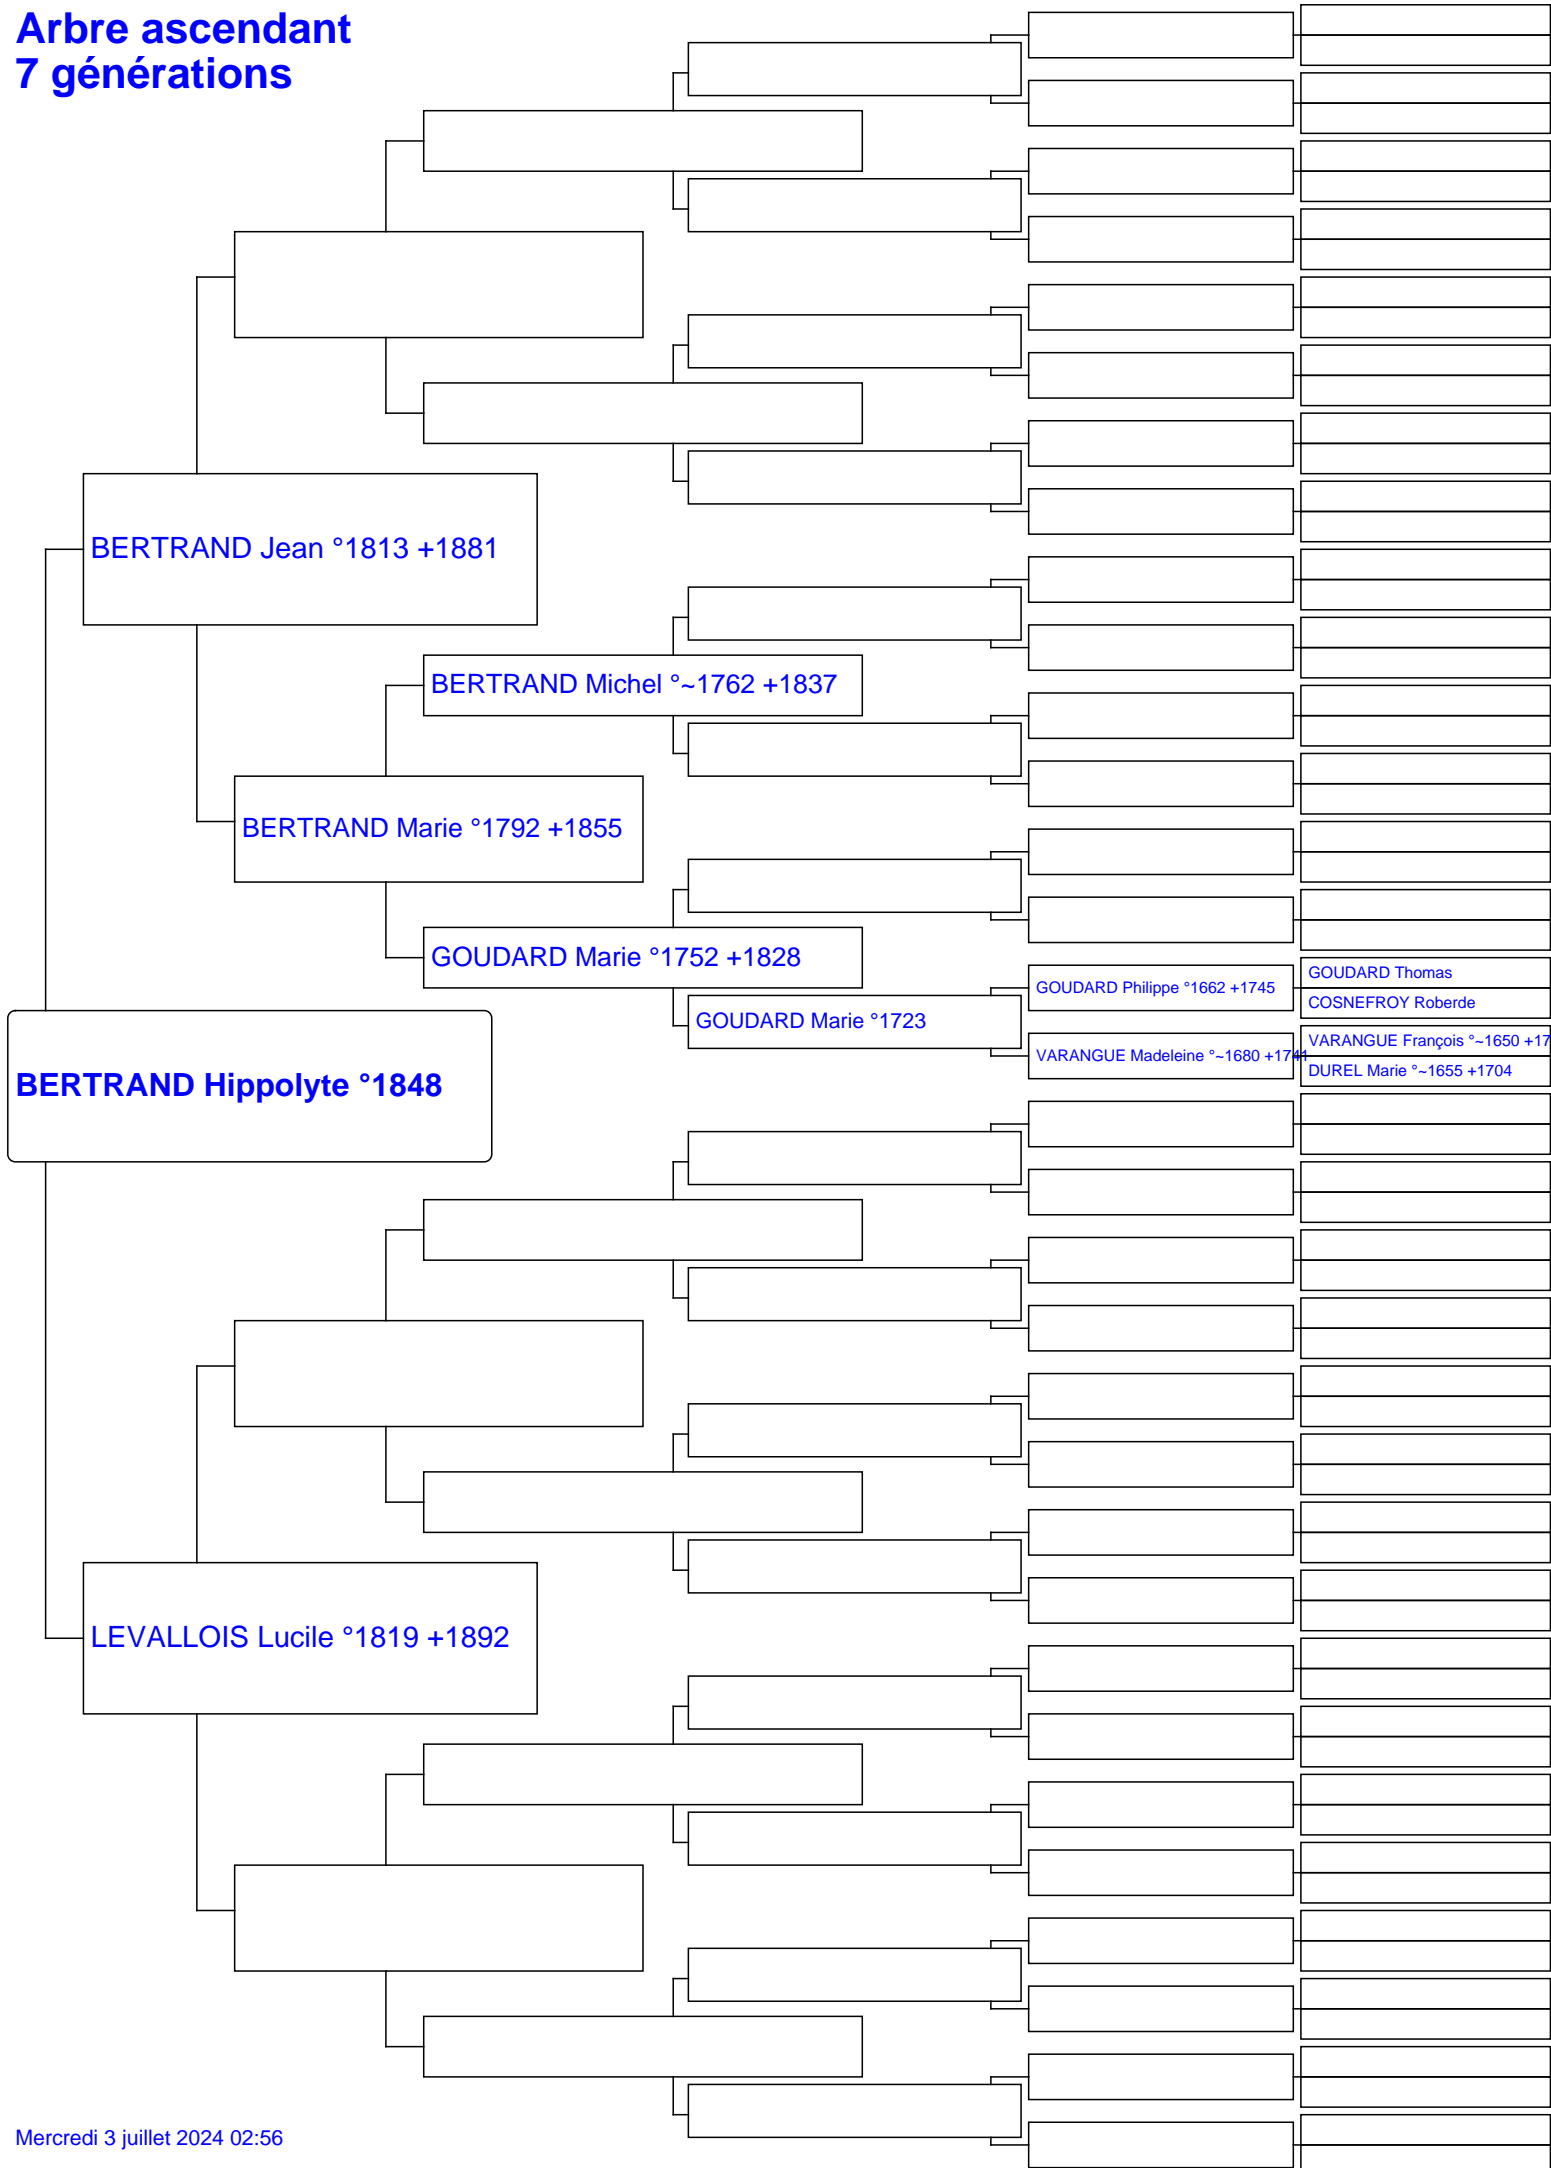 Arbre ascendant
7 générations
BERTRAND Jean °1813 +1881
BERTRAND Michel °~1762 +1837
BERTRAND Marie °1792 +1855
GOUDARD Marie °1752 +1828
GOUDARD Thomas
GOUDARD Philippe °1662 +1745
COSNEFROY Roberde
GOUDARD Marie °1723
VARANGUE François °~1650 +17
VARANGUE Madeleine °~1680 +1741
DUREL Marie °~1655 +1704
BERTRAND Hippolyte °1848
LEVALLOIS Lucile °1819 +1892
Mercredi 3 juillet 2024 02:56